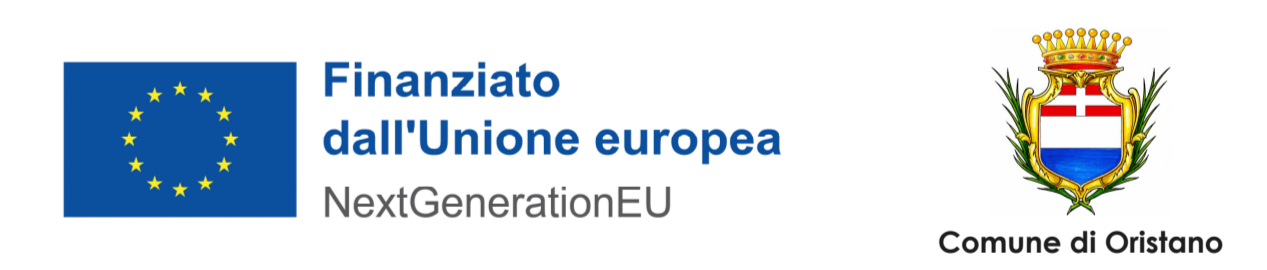 Finanziato
dall'Unione europea
NextGenerationEU
Comune di Oristano